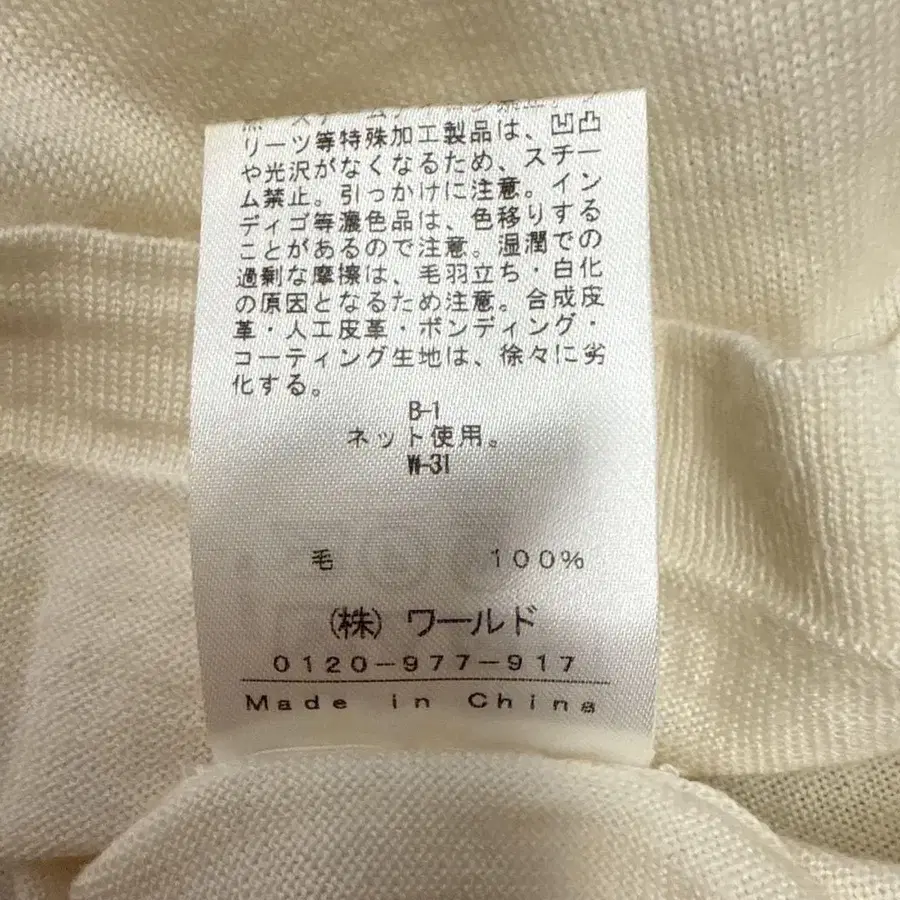 リーツ等特殊加工製品は、凹凸
や光沢がなくなるため、スチー
ム禁止。引っかけに注意。イン
ディゴ等濃色品は、色移りする
ことがあるので注意。湿潤での
過剰な摩擦は、毛羽立ち・白化
の原因となるため注意。合成皮
革・人工皮革・ボンディング・
コーティング生地は、徐々に劣
化する。
B-1
ネット使用。
W-31
毛 100%
(株) ワールド
0120-977-917
Made in China